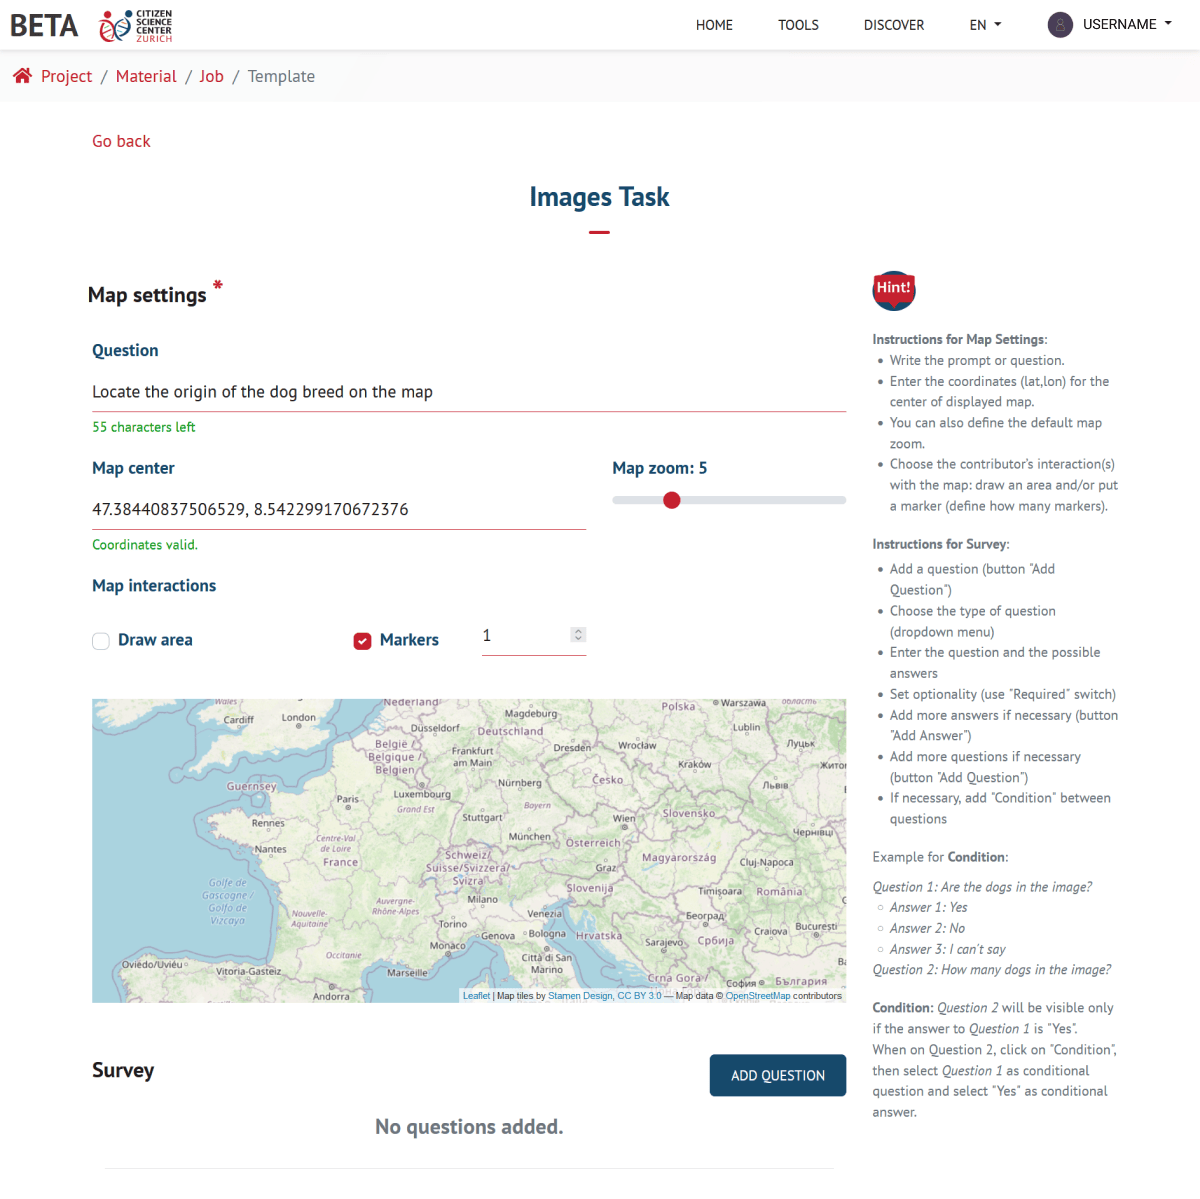 BETA
CITIZEN
SCIENCE
CENTER
ZURICH
HOME
TOOLS
DISCOVER
EN
USERNAME
Project / Material / Job / Template
Go back
Images Task
Map settings *
Question
Locate the origin of the dog breed on the map
55 characters left
Map center
47.38440837506529, 8.542299170672376
Coordinates valid.
Map zoom: 5
Map interactions
Draw area
Markers
1
Wales
Nederland
Polska
Warszawa
область
Cardiff
London
Magdeburg
Düsseldorf
Deutschland
Lublin
België /
Belgique /
Belgien
Frankfurt
am Main
Dresden
Wrocław
Луцьк
Житом
Kraków
Guernsey
Luxembourg
Nürnberg
Česko
Львів
Paris
Grand Est
Bayern
Rennes
Stuttgart
Wien
Slovensko
Nantes
Centre-Val
de Loire
München
Österreich
Чернівці
France
Schweiz/
Suisse/Svizzera/
Svizra
Graz
Magyarország
Cluj-Napoca
Golfe de
Gascogne /
Golfo de
Vizcaya
Auvergne-
Rhône-Alpes
Slovenija
Timișoara
România
Milano
Nouvelle-
Aquitaine
Torino
Venezia
Београд
București
Genova
Bologna
Hrvatska
Craiova
Occitanie
Monaco
Sarajevo
Србија
Oviedo/Uviéu
Vitoria-Gasteiz
Marseille
Città di San
Marino
Crna Gora /
София
България
Andorra
Leaflet | Map tiles by Stamen Design, CC BY 3.0 — Map data © OpenStreetMap contributors
Survey
ADD QUESTION
No questions added.
Hint!
Instructions for Map Settings:
• Write the prompt or question.
• Enter the coordinates (lat,lon) for the
center of displayed map.
• You can also define the default map
zoom.
• Choose the contributor's interaction(s)
with the map: draw an area and/or put
a marker (define how many markers).
Instructions for Survey:
• Add a question (button "Add
Question")
• Choose the type of question
(dropdown menu)
• Enter the question and the possible
answers
• Set optionality (use "Required" switch)
• Add more answers if necessary (button
"Add Answer")
• Add more questions if necessary
(button "Add Question")
• If necessary, add "Condition" between
questions
Example for Condition:
Question 1: Are the dogs in the image?
○ Answer 1: Yes
○ Answer 2: No
○ Answer 3: I can't say
Question 2: How many dogs in the image?
Condition: Question 2 will be visible only
if the answer to Question 1 is "Yes".
When on Question 2, click on "Condition",
then select Question 1 as conditional
question and select "Yes" as conditional
answer.